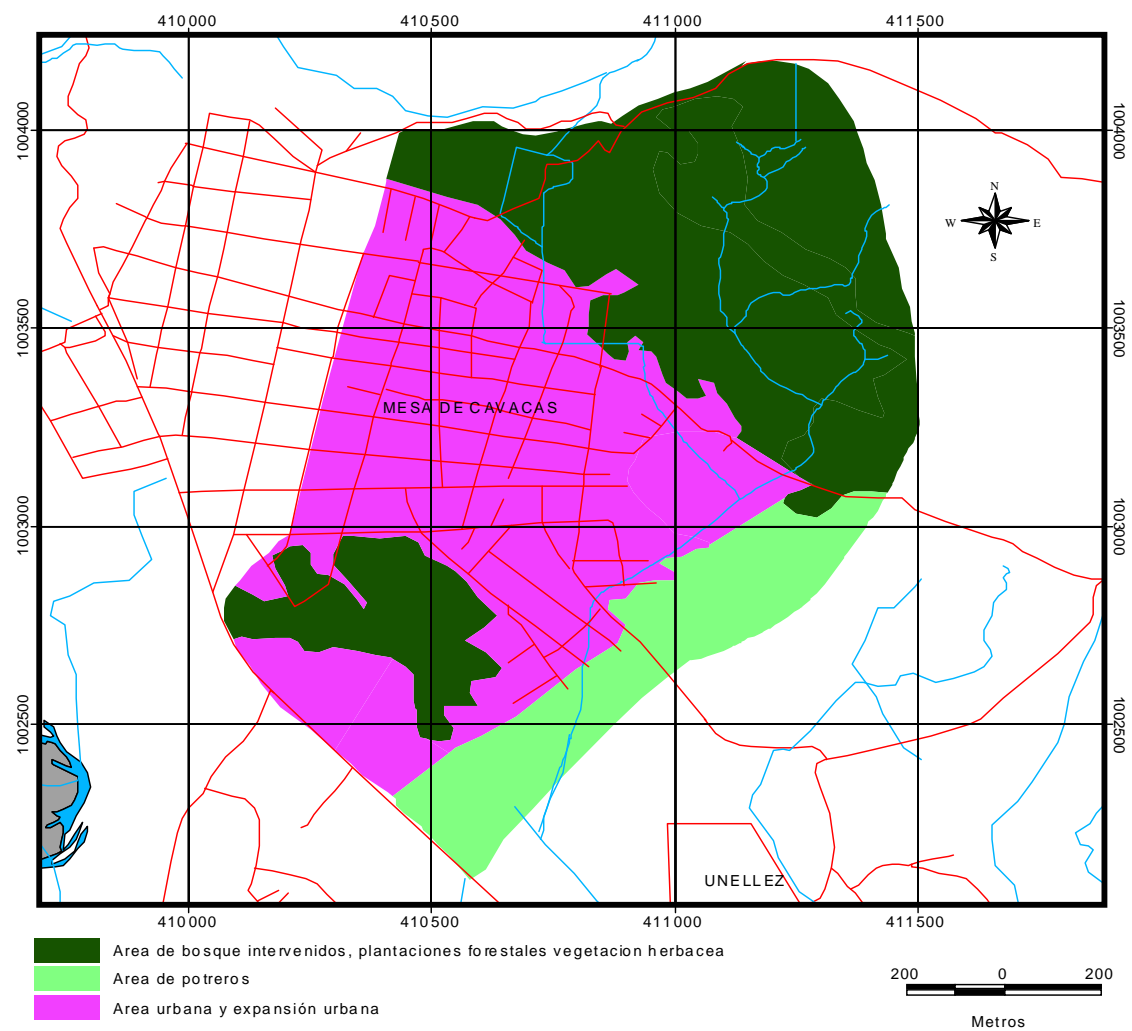 410000 410500 411000 411500
1004000 1004000
N
W E
S
1003500 1003500
MESA DE CAVACAS
1003000 1003000
1002500 1002500
UNELLEZ
410000 410500 411000 411500
Area de bosque intervenidos, plantaciones forestales vegetacion herbacea
Area de potreros
Area urbana y expansión urbana
200 0 200
Metros